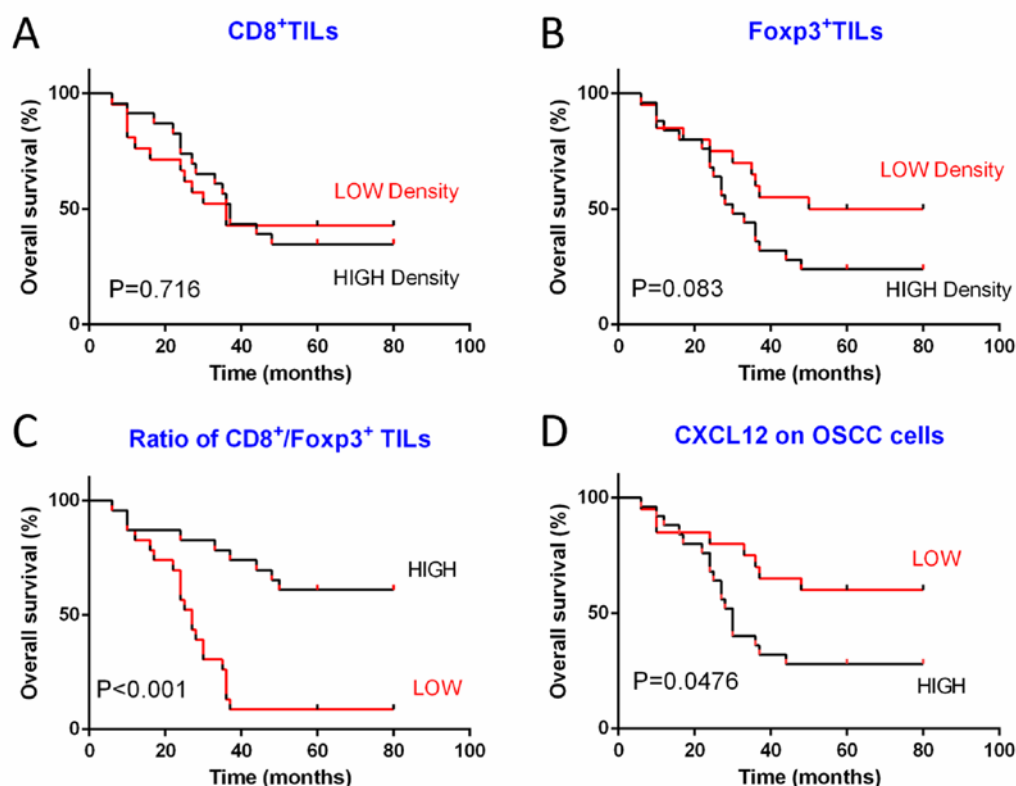 A
CD8⁺TILs
Overall survival (%)
100
50
0
LOW Density
HIGH Density
P=0.716
0 20 40 60 80 100
Time (months)
B
Foxp3⁺TILs
Overall survival (%)
100
50
0
LOW Density
HIGH Density
P=0.083
0 20 40 60 80 100
Time (months)
C
Ratio of CD8⁺/Foxp3⁺ TILs
Overall survival (%)
100
50
0
HIGH
LOW
P<0.001
0 20 40 60 80 100
Time (months)
D
CXCL12 on OSCC cells
Overall survival (%)
100
50
0
LOW
HIGH
P=0.0476
0 20 40 60 80 100
Time (months)